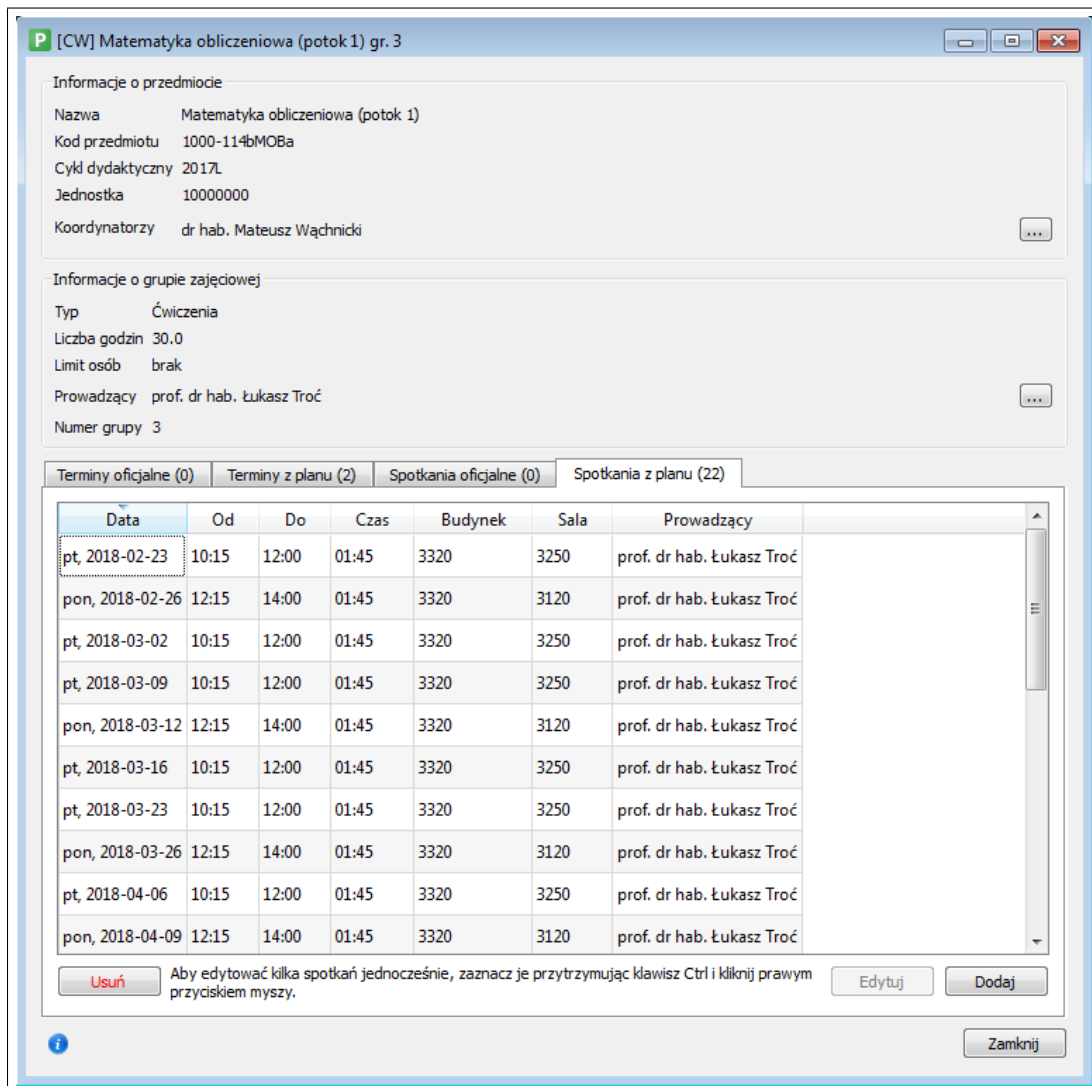 P [CW] Matematyka obliczeniowa (potok 1) gr. 3
Informacje o przedmiocie
Nazwa Matematyka obliczeniowa (potok 1)
Kod przedmiotu 1000-114bMOBa
Cykl dydaktyczny 2017L
Jednostka 10000000
Koordynatorzy dr hab. Mateusz Wąchnicki ...
Informacje o grupie zajęciowej
Typ Ćwiczenia
Liczba godzin 30.0
Limit osób brak
Prowadzący prof. dr hab. Łukasz Troć ...
Numer grupy 3
Terminy oficjalne (0) Terminy z planu (2) Spotkania oficjalne (0) Spotkania z planu (22)
Data Od Do Czas Budynek Sala Prowadzący
pt, 2018-02-23 10:15 12:00 01:45 3320 3250 prof. dr hab. Łukasz Troć
pon, 2018-02-26 12:15 14:00 01:45 3320 3120 prof. dr hab. Łukasz Troć
pt, 2018-03-02 10:15 12:00 01:45 3320 3250 prof. dr hab. Łukasz Troć
pt, 2018-03-09 10:15 12:00 01:45 3320 3250 prof. dr hab. Łukasz Troć
pon, 2018-03-12 12:15 14:00 01:45 3320 3120 prof. dr hab. Łukasz Troć
pt, 2018-03-16 10:15 12:00 01:45 3320 3250 prof. dr hab. Łukasz Troć
pt, 2018-03-23 10:15 12:00 01:45 3320 3250 prof. dr hab. Łukasz Troć
pon, 2018-03-26 12:15 14:00 01:45 3320 3120 prof. dr hab. Łukasz Troć
pt, 2018-04-06 10:15 12:00 01:45 3320 3250 prof. dr hab. Łukasz Troć
pon, 2018-04-09 12:15 14:00 01:45 3320 3120 prof. dr hab. Łukasz Troć
Usuń Aby edytować kilka spotkań jednocześnie, zaznacz je przytrzymując klawisz Ctrl i kliknij prawym
przyciskiem myszy. Edytuj Dodaj
i Zamknij